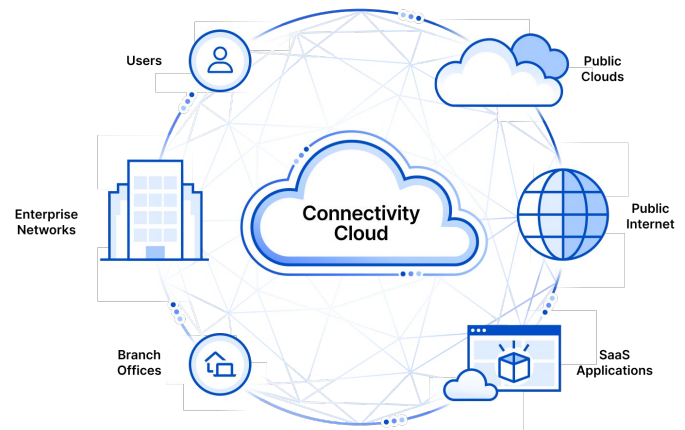 Users
Public
Clouds
Connectivity
Cloud
Enterprise
Networks
Public
Internet
Branch
Offices
SaaS
Applications